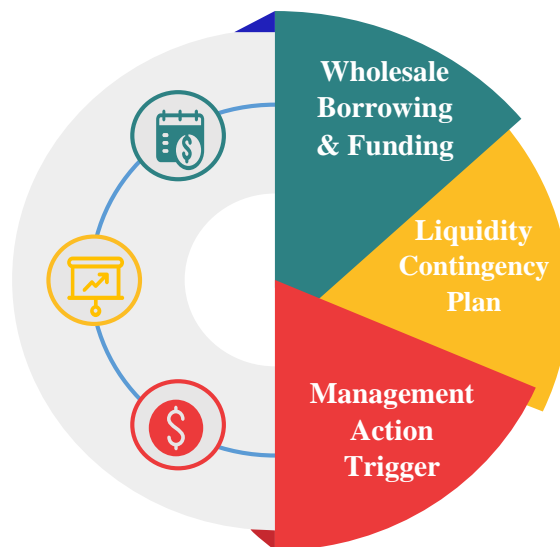 Wholesale
Borrowing
& Funding
Liquidity
Contingency
Plan
Management
Action
Trigger